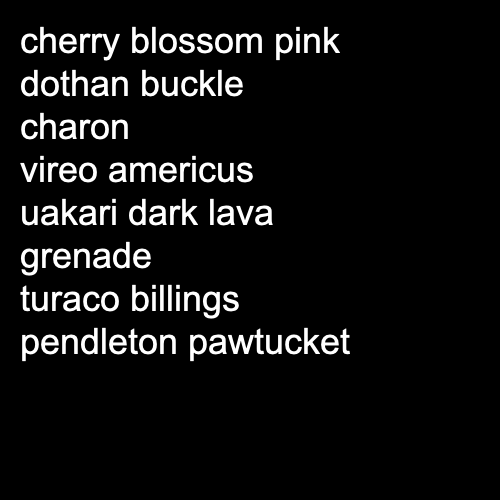 cherry blossom pink
dothan buckle
charon
vireo americus
uakari dark lava
grenade
turaco billings
pendleton pawtucket